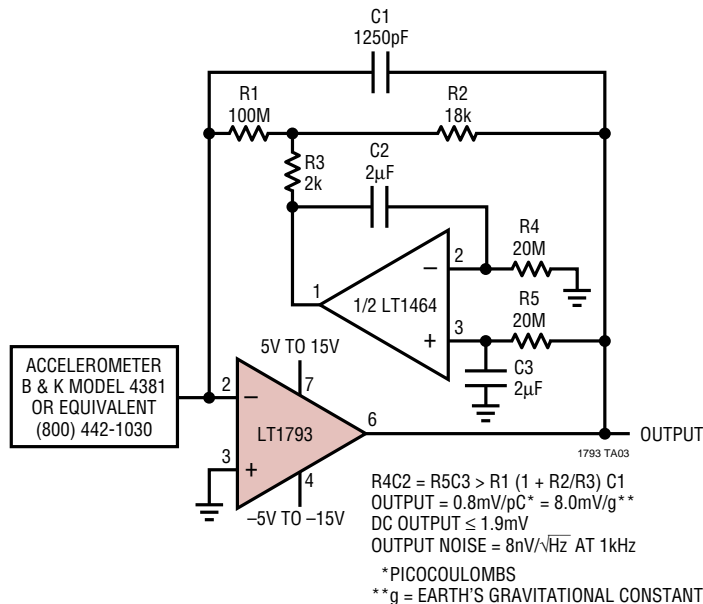 C1
1250pF
R1
100M
R2
18k
R3
2k
C2
2µF
R4
20M
2
1
1/2 LT1464
–
+
3
R5
20M
C3
2µF
ACCELEROMETER
B & K MODEL 4381
OR EQUIVALENT
(800) 442-1030
5V TO 15V
2
7
–
LT1793
6
3
+
4
–5V TO –15V
OUTPUT
1793 TA03
R4C2 = R5C3 > R1 (1 + R2/R3) C1
OUTPUT = 0.8mV/pC* = 8.0mV/g**
DC OUTPUT ≤ 1.9mV
OUTPUT NOISE = 8nV/√Hz AT 1kHz
*PICOCOULOMBS
**g = EARTH'S GRAVITATIONAL CONSTANT